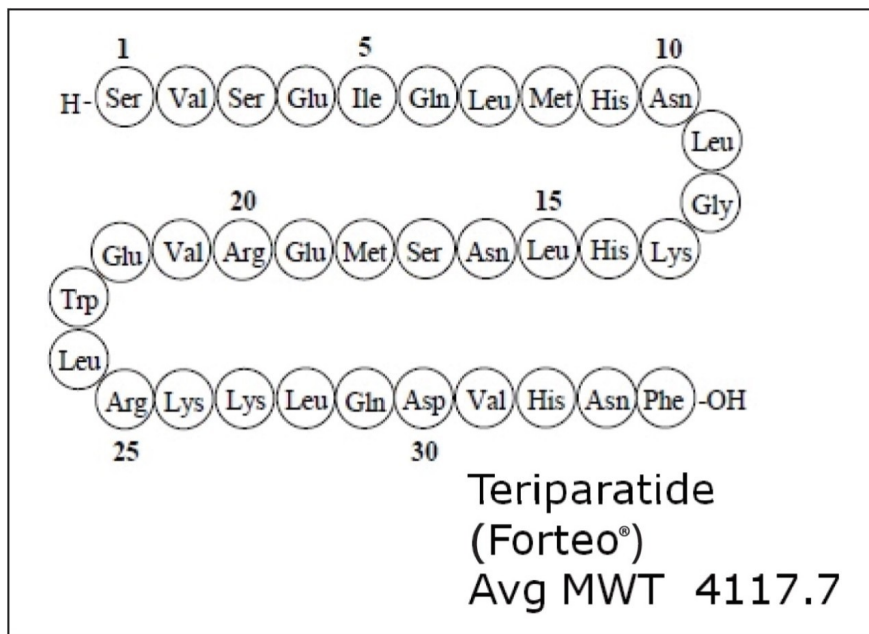 1 5 10
H- Ser Val Ser Glu Ile Gln Leu Met His Asn
Leu
Gly
20 15
Glu Val Arg Glu Met Ser Asn Leu His Lys
Trp
Leu
Arg Lys Lys Leu Gln Asp Val His Asn Phe -OH
25 30
Teriparatide
(Forteo®)
Avg MWT 4117.7